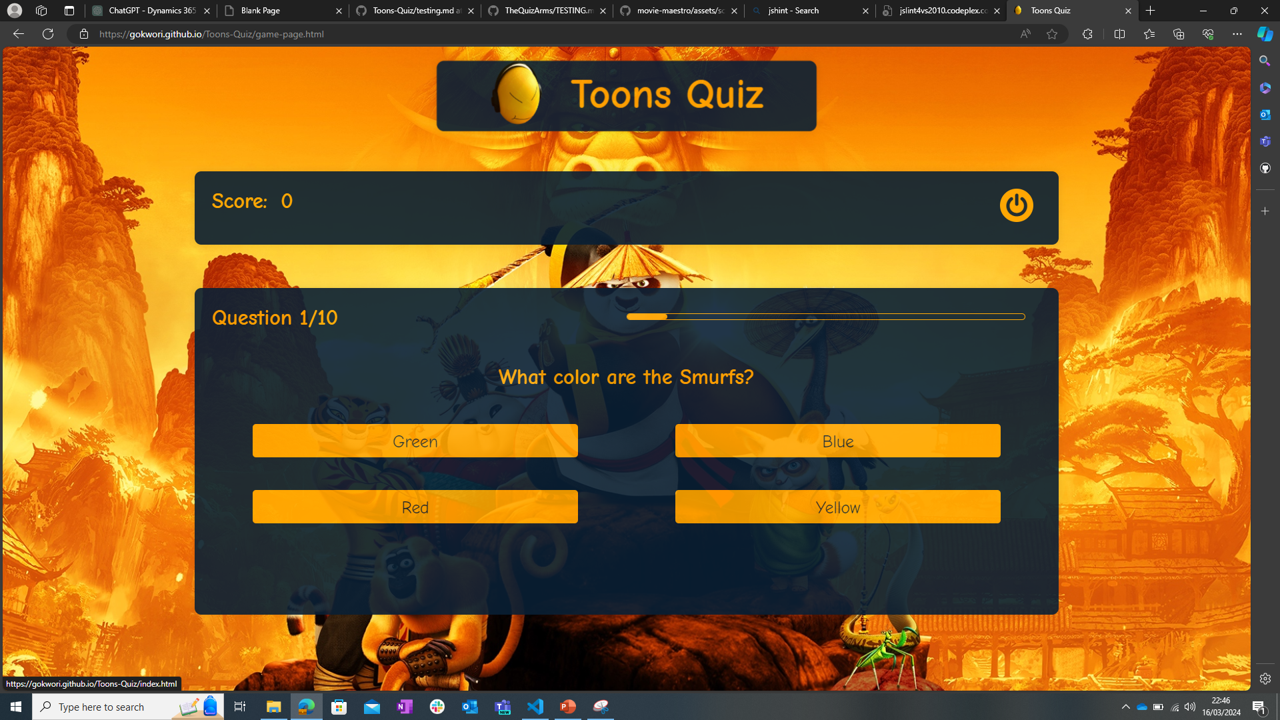 ChatGPT - Dynamics 365
Blank Page
Toons-Quiz/testing.md at
TheQuizArms/TESTING.m
movie-maestro/assets/sc
jshint - Search
jslint4vs2010.codeplex.co
Toons Quiz
https://gokwori.github.io/Toons-Quiz/game-page.html
Toons Quiz
Score: 0
Question 1/10
What color are the Smurfs?
Green
Blue
Red
Yellow
https://gokwori.github.io/Toons-Quiz/index.html
Type here to search
22:46
16/03/2024